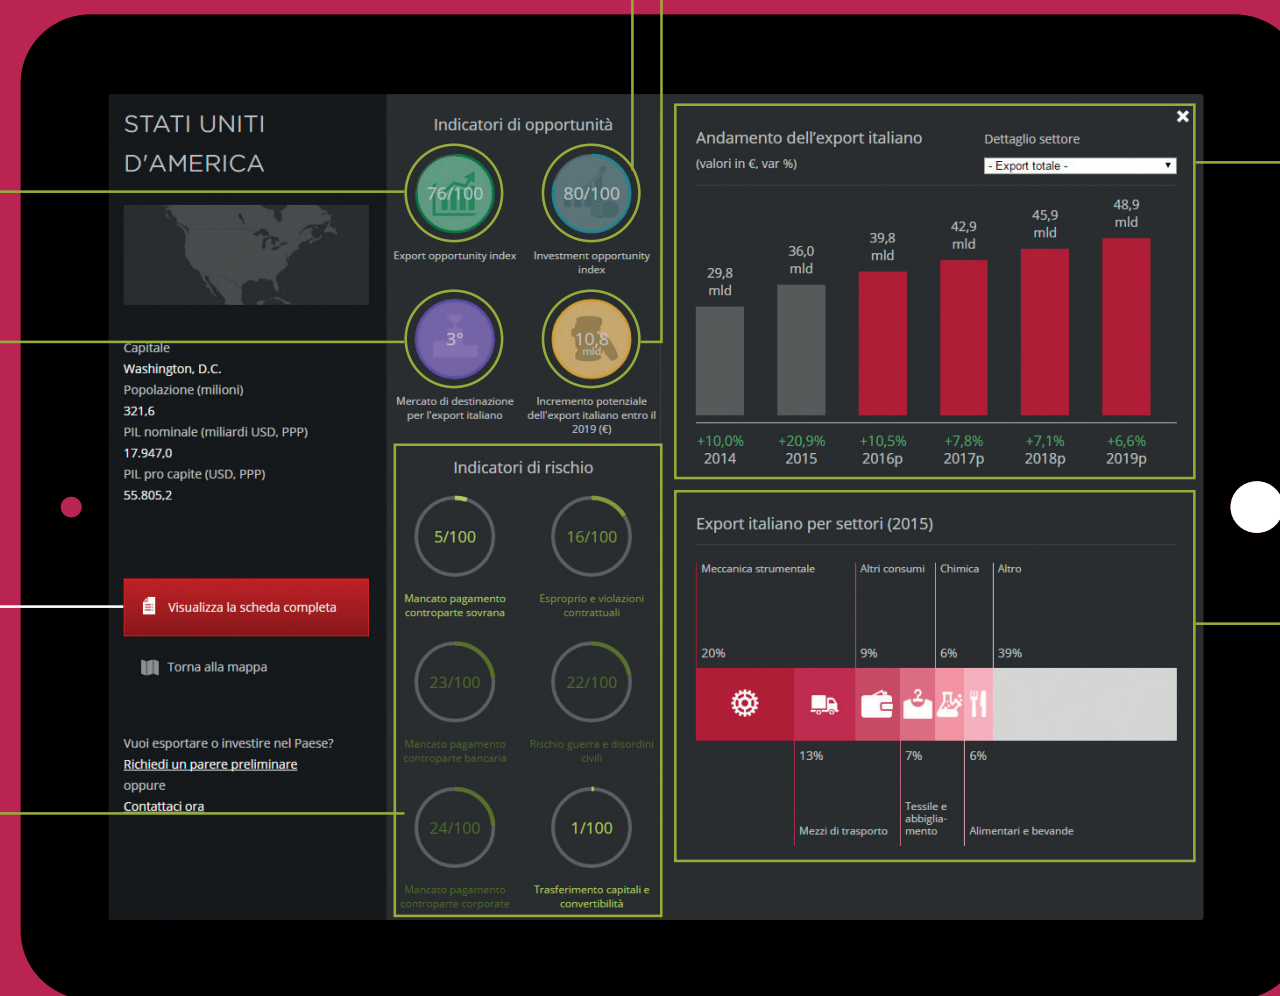 STATI UNITI
D'AMERICA
Capitale
Washington, D.C.
Popolazione (milioni)
321,6
PIL nominale (miliardi USD, PPP)
17.947,0
PIL pro capite (USD, PPP)
55.805,2
Visualizza la scheda completa
Torna alla mappa
Vuoi esportare o investire nel Paese?
Richiedi un parere preliminare
oppure
Contattaci ora
Indicatori di opportunità
76/100
80/100
Export opportunity index
Investment opportunity
index
3°
10,8
mld
Mercato di destinazione
per l'export italiano
Incremento potenziale
dell'export italiano entro il
2019 (€)
Indicatori di rischio
5/100
16/100
Mancato pagamento
controparte sovrana
Esproprio e violazioni
contrattuali
23/100
22/100
Mancato pagamento
controparte bancaria
Rischio guerra e disordini
civili
24/100
1/100
Mancato pagamento
controparte corporate
Trasferimento capitali e
convertibilità
Andamento dell'export italiano
(valori in €, var %)
Dettaglio settore
- Export totale -
29,8
mld
36,0
mld
39,8
mld
42,9
mld
45,9
mld
48,9
mld
+10,0% +20,9% +10,5% +7,8% +7,1% +6,6%
2014 2015 2016p 2017p 2018p 2019p
Export italiano per settori (2015)
Meccanica strumentale Altri consumi Chimica Altro
20% 9% 6% 39%
2
13% 7% 6%
Mezzi di trasporto
Tessile e
abbiglia-
mento
Alimentari e bevande